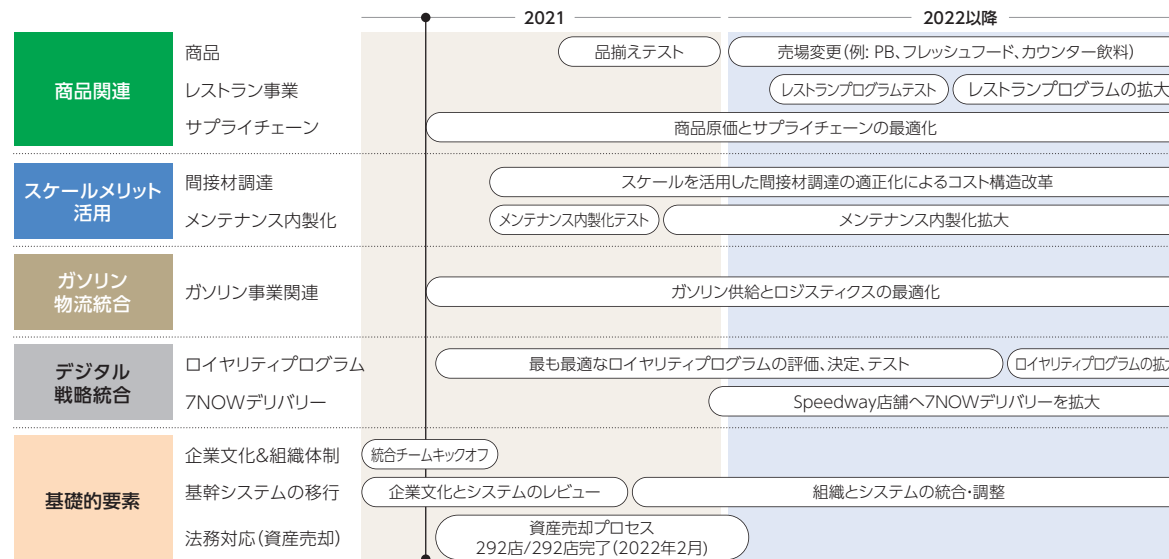 2021
2022以降
商品関連
商品
品揃えテスト
売場変更(例: PB、フレッシュフード、カウンター飲料)
レストラン事業
レストランプログラムテスト
レストランプログラムの拡大
サプライチェーン
商品原価とサプライチェーンの最適化
スケールメリット
活用
間接材調達
スケールを活用した間接材調達の適正化によるコスト構造改革
メンテナンス内製化
メンテナンス内製化テスト
メンテナンス内製化拡大
ガソリン
物流統合
ガソリン事業関連
ガソリン供給とロジスティクスの最適化
デジタル
戦略統合
ロイヤリティプログラム
最も最適なロイヤリティプログラムの評価、決定、テスト
ロイヤリティプログラムの拡大
7NOWデリバリー
Speedway店舗へ7NOWデリバリーを拡大
基礎的要素
企業文化&組織体制
統合チームキックオフ
基幹システムの移行
企業文化とシステムのレビュー
組織とシステムの統合・調整
法務対応(資産売却)
資産売却プロセス
292店/292店完了(2022年2月)